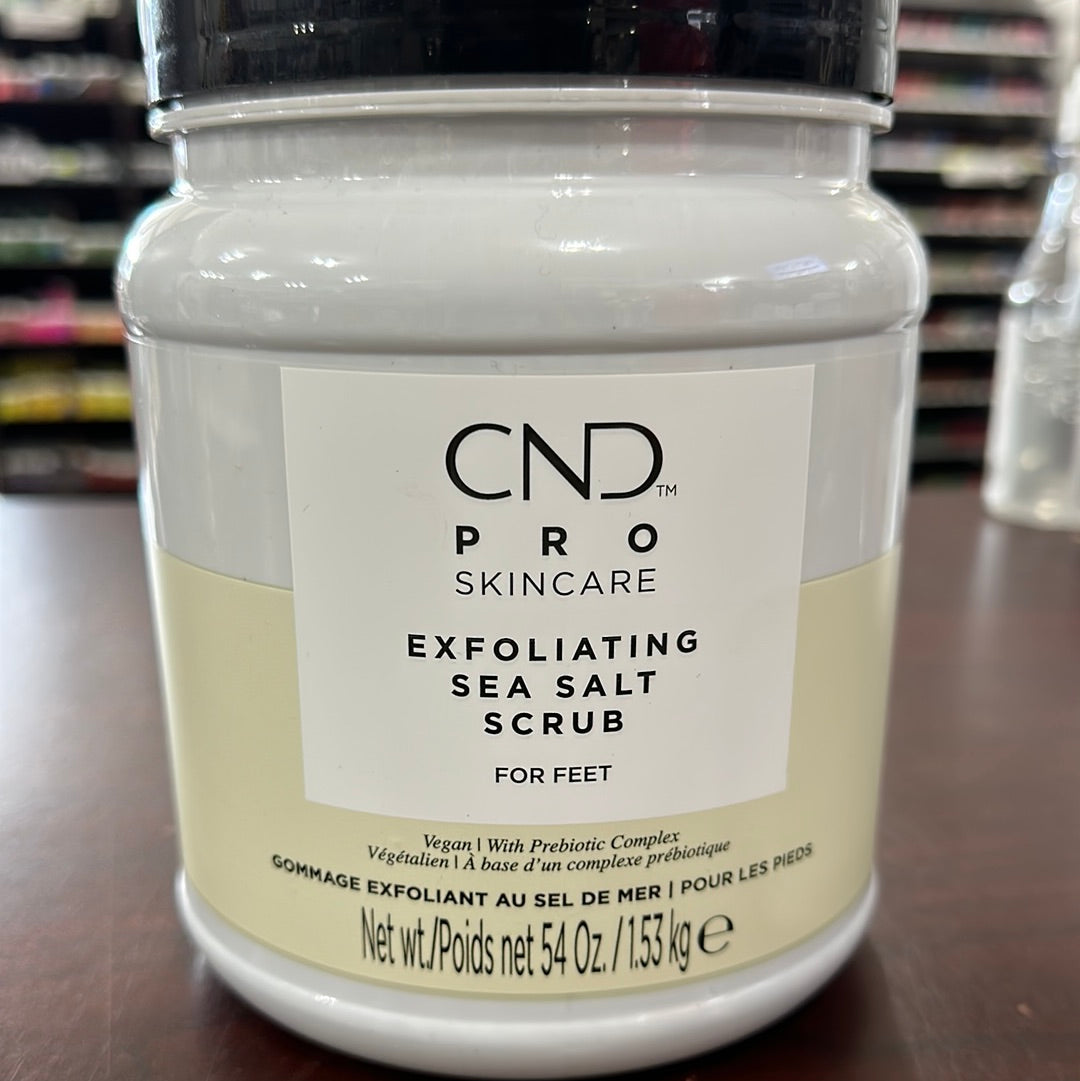 CND™
PRO
SKINCARE
EXFOLIATING
SEA SALT
SCRUB
FOR FEET
Vegan | With Prebiotic Complex
Végétalien | À base d'un complexe prébiotique
GOMMAGE EXFOLIANT AU SEL DE MER | POUR LES PIEDS
Net wt./Poids net 54 Oz. / 1.53 kg ℮